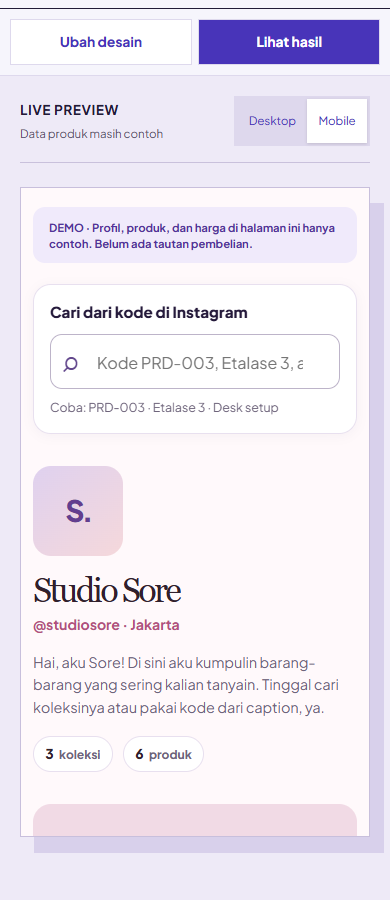 Ubah desain
Lihat hasil
LIVE PREVIEW
Data produk masih contoh
Desktop
Mobile
DEMO · Profil, produk, dan harga di halaman ini hanya
contoh. Belum ada tautan pembelian.
Cari dari kode di Instagram
Kode PRD-003, Etalase 3, a
Coba: PRD-003 · Etalase 3 · Desk setup
S.
Studio Sore
@studiosore · Jakarta
Hai, aku Sore! Di sini aku kumpulin barang-
barang yang sering kalian tanyain. Tinggal cari
koleksinya atau pakai kode dari caption, ya.
3 koleksi
6 produk